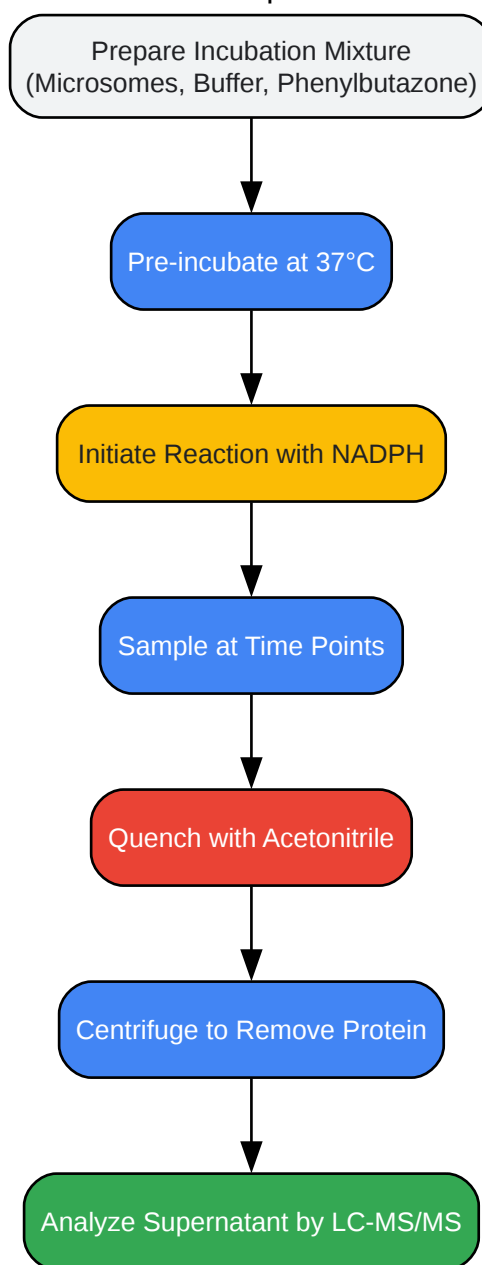 Prepare Incubation Mixture
(Microsomes, Buffer, Phenylbutazone)
Pre-incubate at 37°C
Initiate Reaction with NADPH
Sample at Time Points
Quench with Acetonitrile
Centrifuge to Remove Protein
Analyze Supernatant by LC-MS/MS